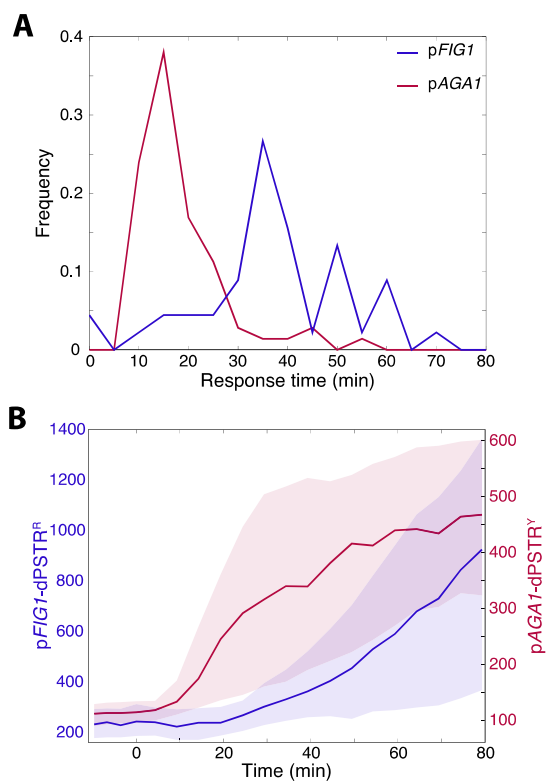 A
0.4
0.3
0.2
0.1
0
Frequency
pFIG1
pAGA1
0 10 20 30 40 50 60 70 80
Response time (min)
B
1400
1200
1000
800
600
400
200
pFIG1-dPSTRᴿ
600
500
400
300
200
100
pAGA1-dPSTRʸ
0 20 40 60 80
Time (min)